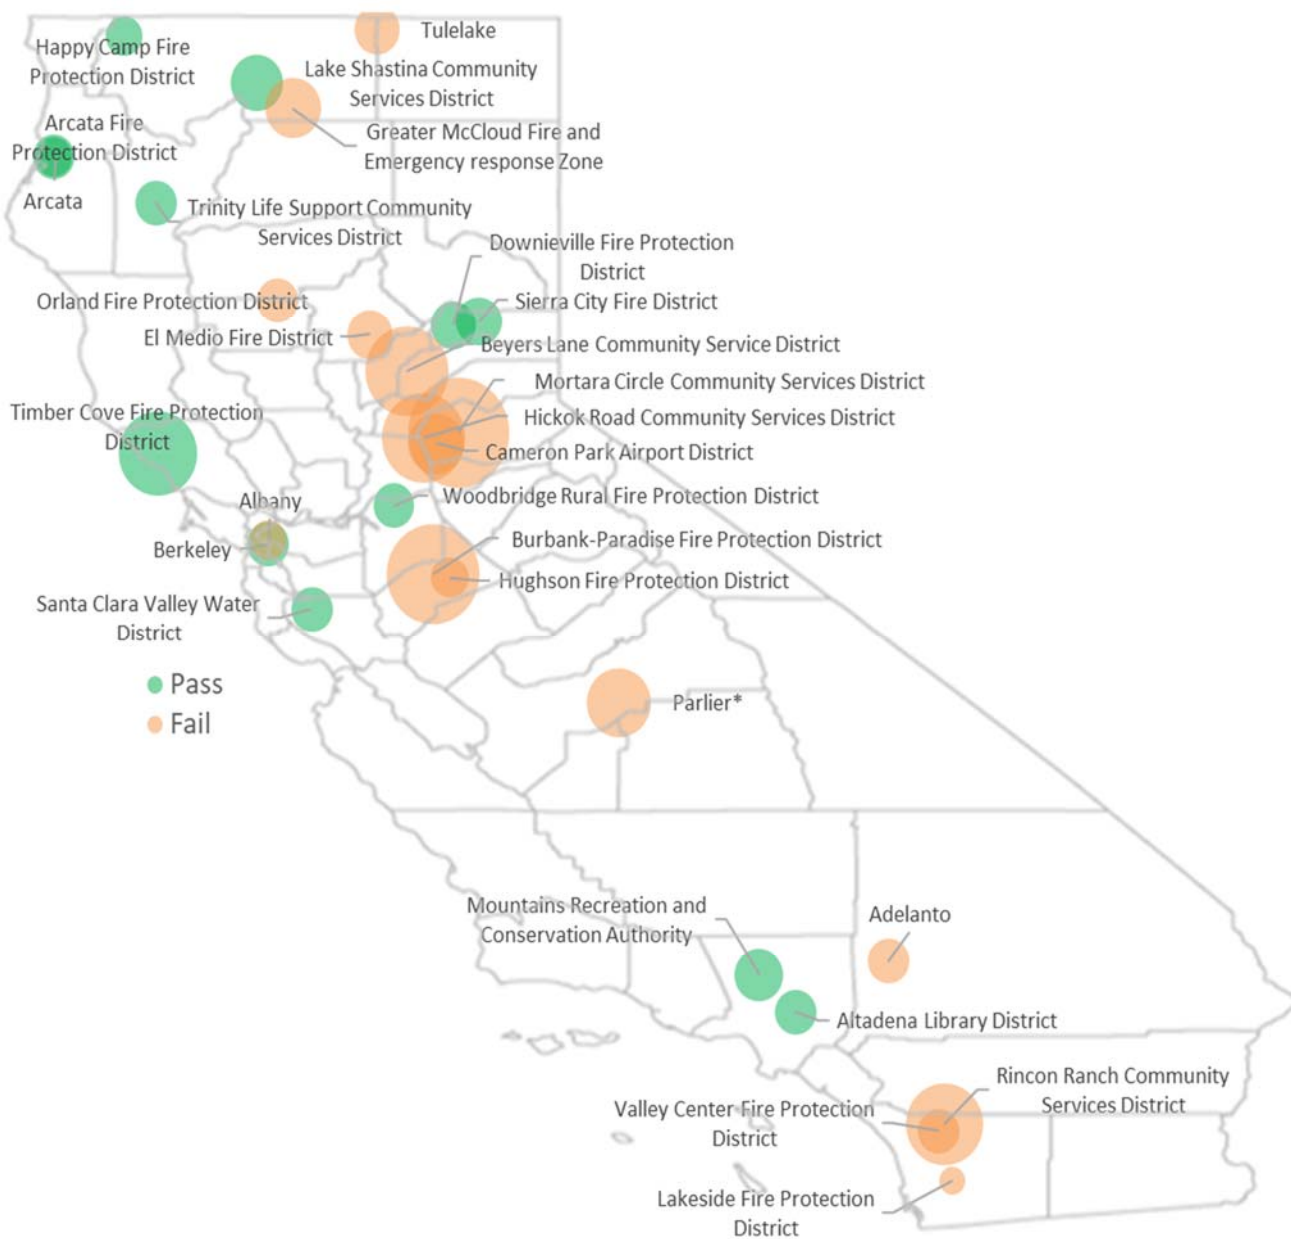 Tulelake
Happy Camp Fire
Protection District
Lake Shastina Community
Services District
Arcata Fire
Protection District
Greater McCloud Fire and
Emergency response Zone
Arcata
Trinity Life Support Community
Services District
Downieville Fire Protection
District
Orland Fire Protection District
Sierra City Fire District
El Medio Fire District
Beyers Lane Community Service District
Mortara Circle Community Services District
Timber Cove Fire Protection
District
Hickok Road Community Services District
Cameron Park Airport District
Albany
Woodbridge Rural Fire Protection District
Berkeley
Burbank-Paradise Fire Protection District
Hughson Fire Protection District
Santa Clara Valley Water
District
Pass
Fail
Parlier*
Mountains Recreation and
Conservation Authority
Adelanto
Altadena Library District
Rincon Ranch Community
Services District
Valley Center Fire Protection
District
Lakeside Fire Protection
District